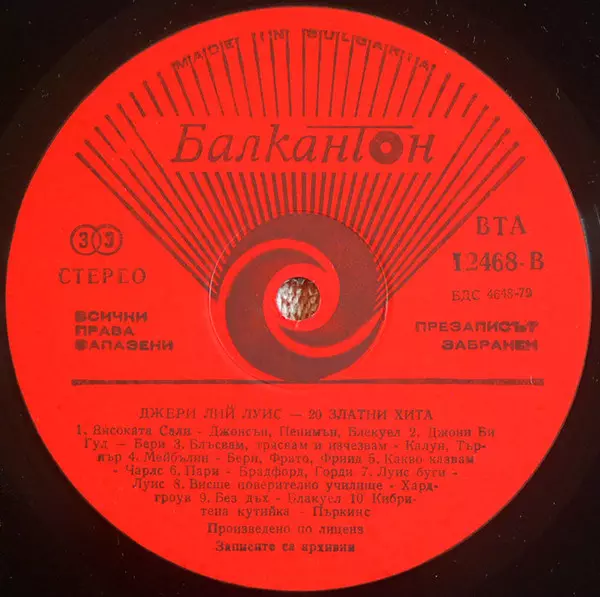 MADE IN BULGARIA
Балкантон
33
СТЕРЕО
ВСИЧКИ
ПРАВА
ЗАПАЗЕНИ
ВТА
12468-В
БДС 4648-79
ПРЕЗАПИСЪТ
ЗАБРАНЕН
ДЖЕРИ ЛИЙ ЛУИС — 20 ЗЛАТНИ ХИТА
1. Високата Сали - Джонсън, Пенимън, Блекуел 2. Джони Би
Гуд - Бери 3. Блъсвам, тряскам и изчезвам - Калун, Тър-
нър 4. Мейбълин - Бери, Фрато, Фрийд 5. Какво казвам
- Чарлс 6. Пари - Брадфорд, Горди 7. Луис буги -
Луис 8. Висше поверително училище - Хард-
гроув 9. Без дъх - Блакуел 10 Кибри-
тена кутийка - Пъркинс
Произведено по лиценз
Записите са архивни